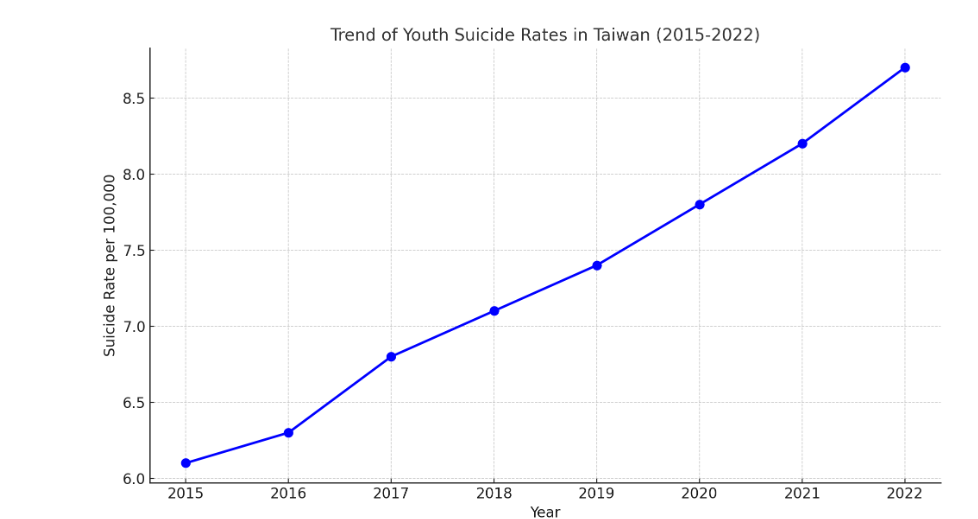 Trend of Youth Suicide Rates in Taiwan (2015-2022)
Suicide Rate per 100,000
8.5
8.0
7.5
7.0
6.5
6.0
2015 2016 2017 2018 2019 2020 2021 2022
Year